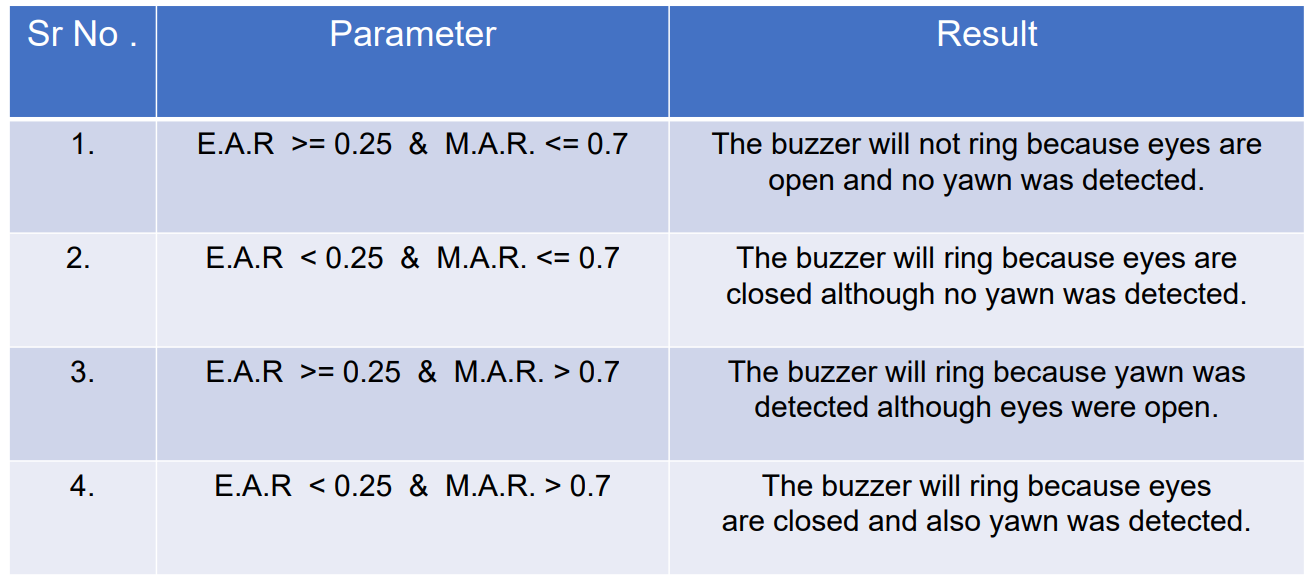 Sr No . Parameter Result
1. E.A.R >= 0.25 & M.A.R. <= 0.7 The buzzer will not ring because eyes are
open and no yawn was detected.
2. E.A.R < 0.25 & M.A.R. <= 0.7 The buzzer will ring because eyes are
closed although no yawn was detected.
3. E.A.R >= 0.25 & M.A.R. > 0.7 The buzzer will ring because yawn was
detected although eyes were open.
4. E.A.R < 0.25 & M.A.R. > 0.7 The buzzer will ring because eyes
are closed and also yawn was detected.